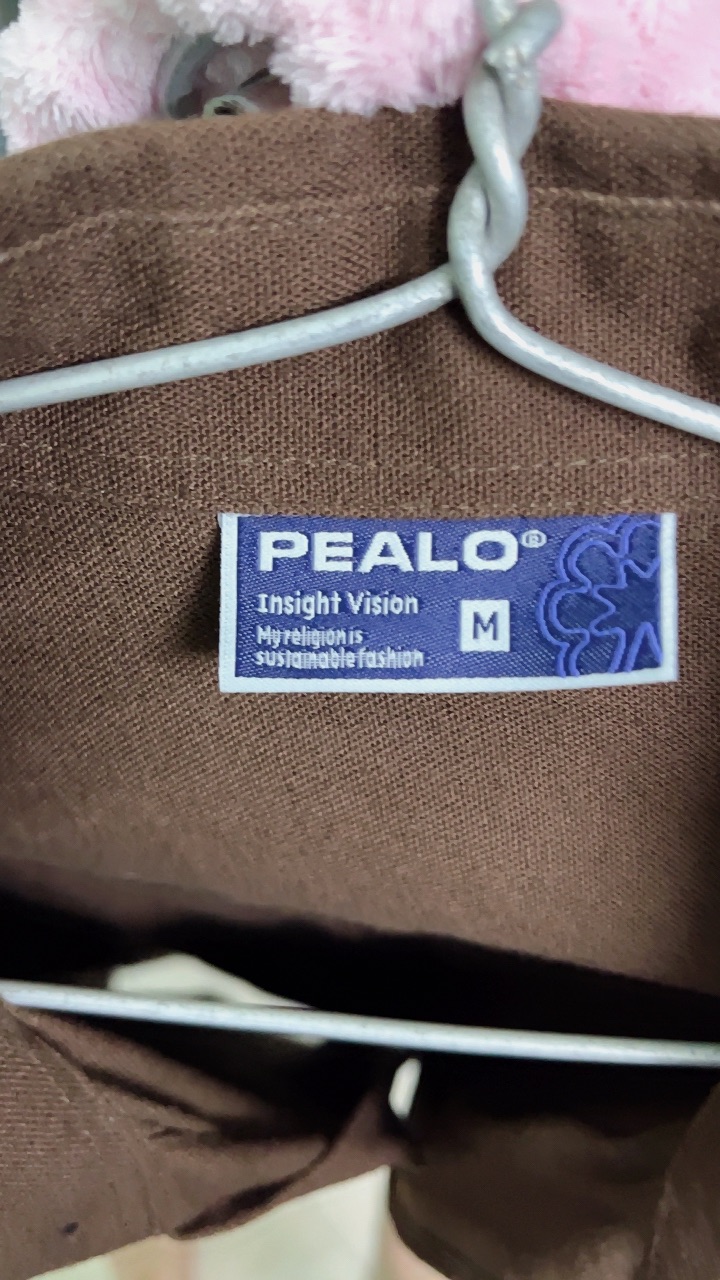 PEALO®
Insight Vision
M
My religion is
sustainable fashion